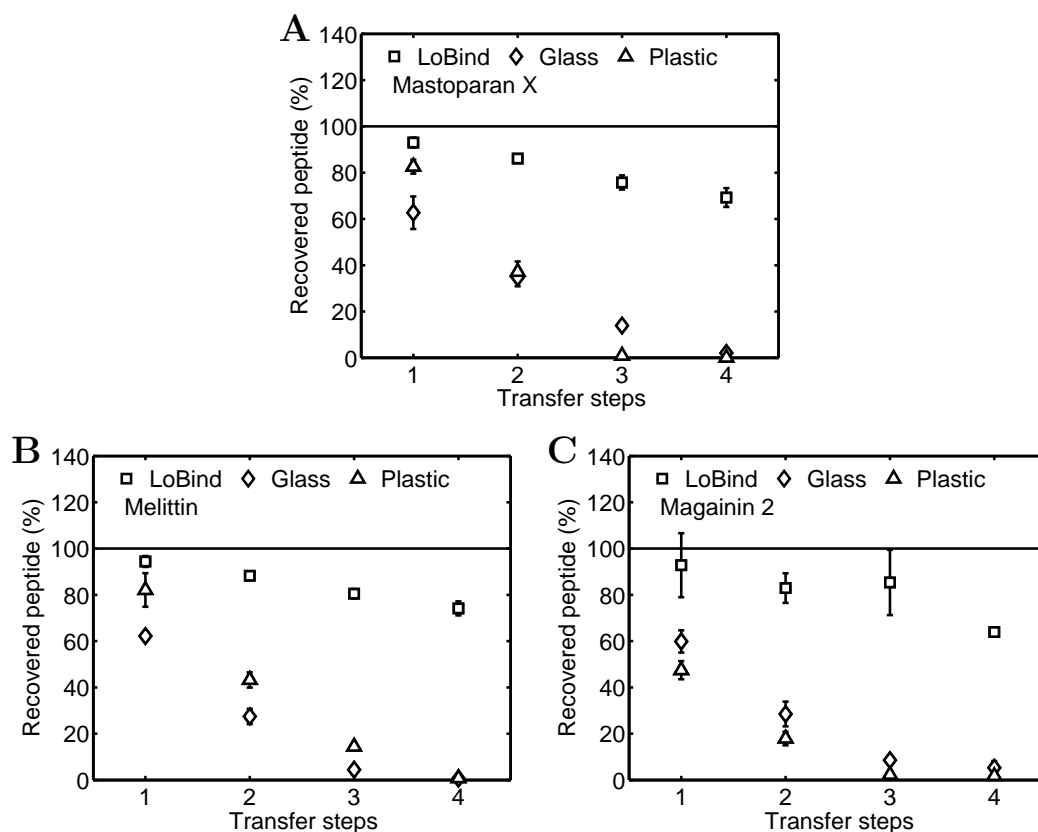 A
140
LoBind Glass Plastic
120
Mastoparan X
100
80
60
40
20
0
Recovered peptide (%)
1 2 3 4
Transfer steps
B
140
LoBind Glass Plastic
120
Melittin
100
80
60
40
20
0
Recovered peptide (%)
1 2 3 4
Transfer steps
C
140
LoBind Glass Plastic
120
Magainin 2
100
80
60
40
20
0
Recovered peptide (%)
1 2 3 4
Transfer steps